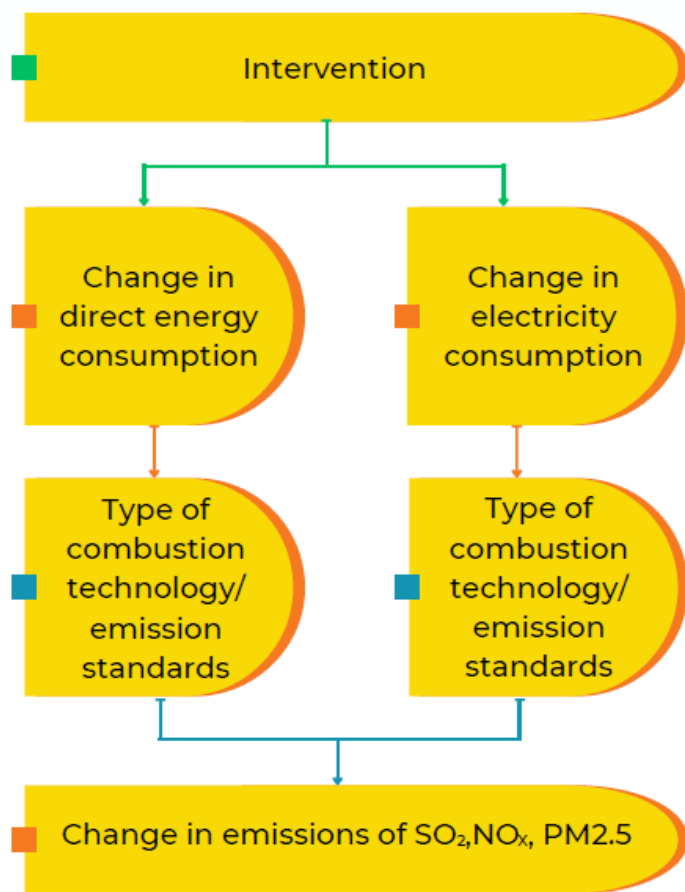 Intervention
Change in
direct energy
consumption
Change in
electricity
consumption
Type of
combustion
technology/
emission
standards
Type of
combustion
technology/
emission
standards
Change in emissions of SO₂,NOₓ, PM2.5